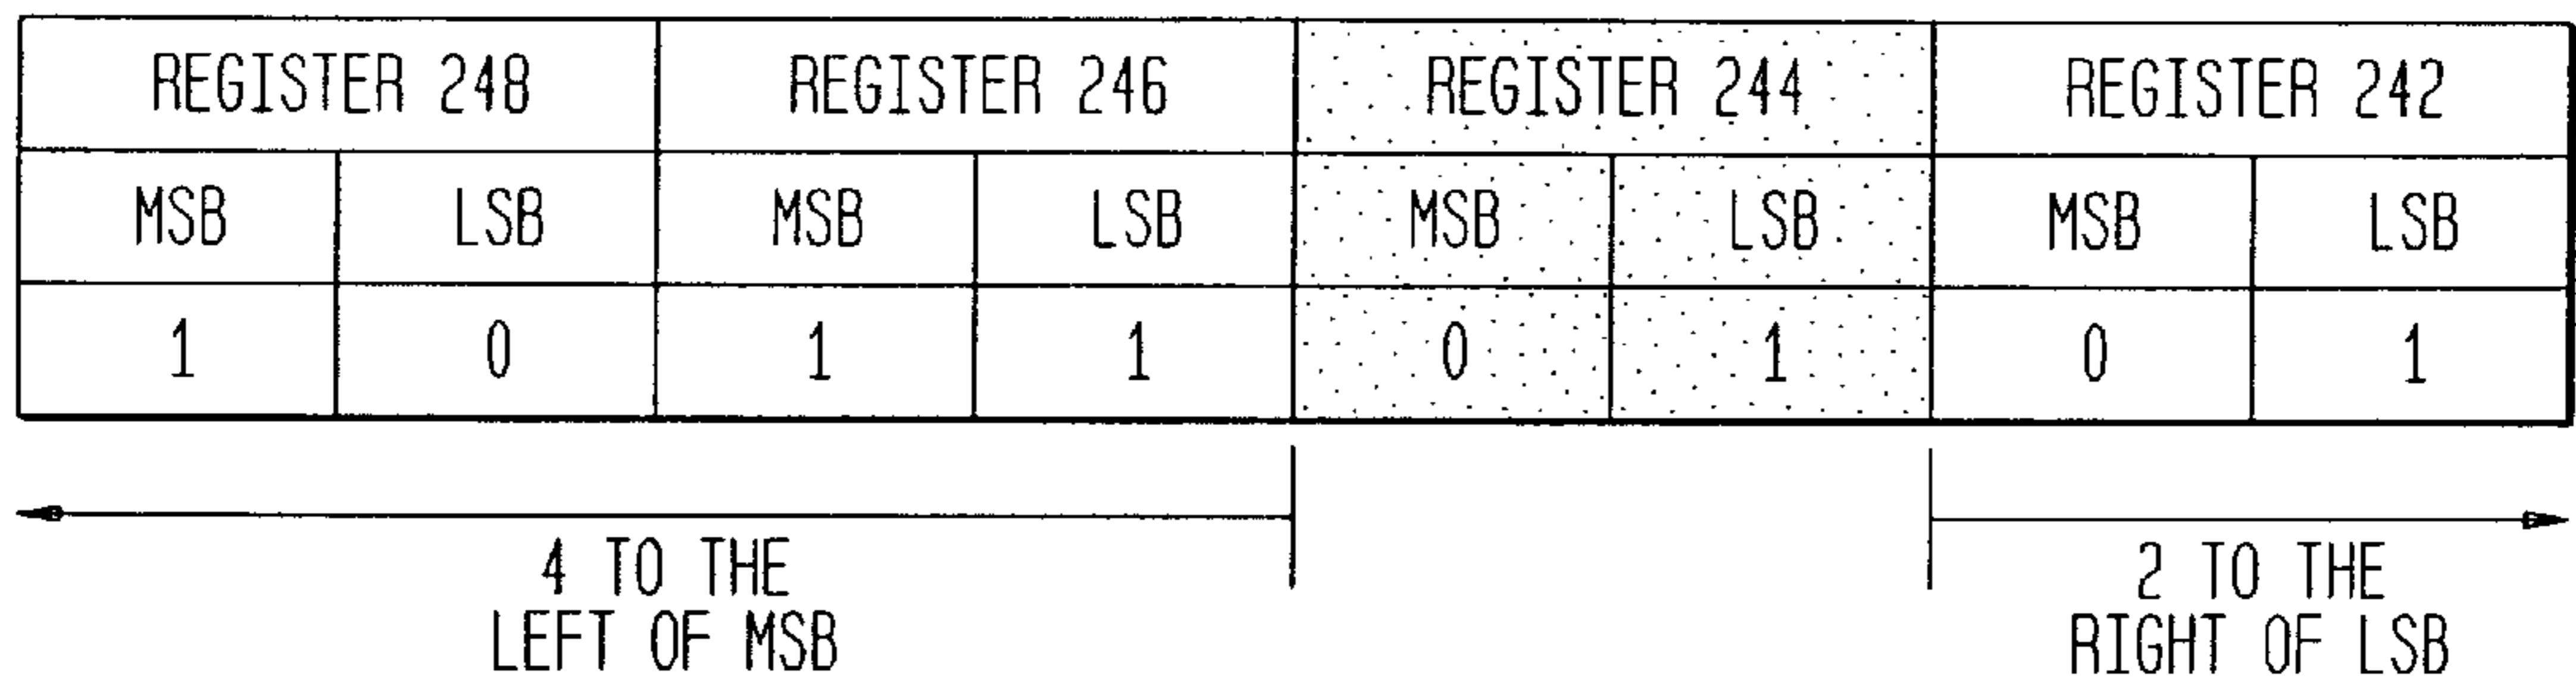 REGISTER 248 REGISTER 246 REGISTER 244 REGISTER 242
MSB LSB MSB LSB MSB LSB MSB LSB
1 0 1 1 0 1 0 1
4 TO THE
LEFT OF MSB
2 TO THE
RIGHT OF LSB